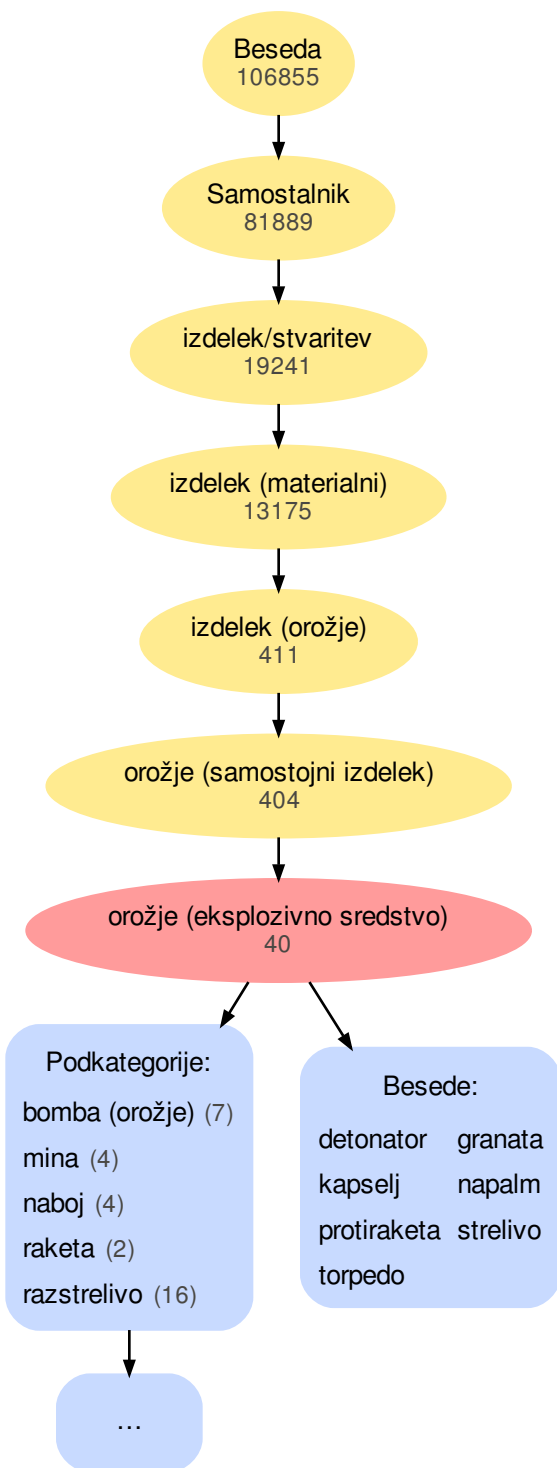 Beseda
106855
Samostalnik
81889
izdelek/stvaritev
19241
izdelek (materialni)
13175
izdelek (orožje)
411
orožje (samostojni izdelek)
404
orožje (eksplozivno sredstvo)
40
Podkategorije:
bomba (orožje) (7)
mina (4)
naboj (4)
raketa (2)
razstrelivo (16)
...
Besede:
detonator granata
kapselj napalm
protiraketa strelivo
torpedo